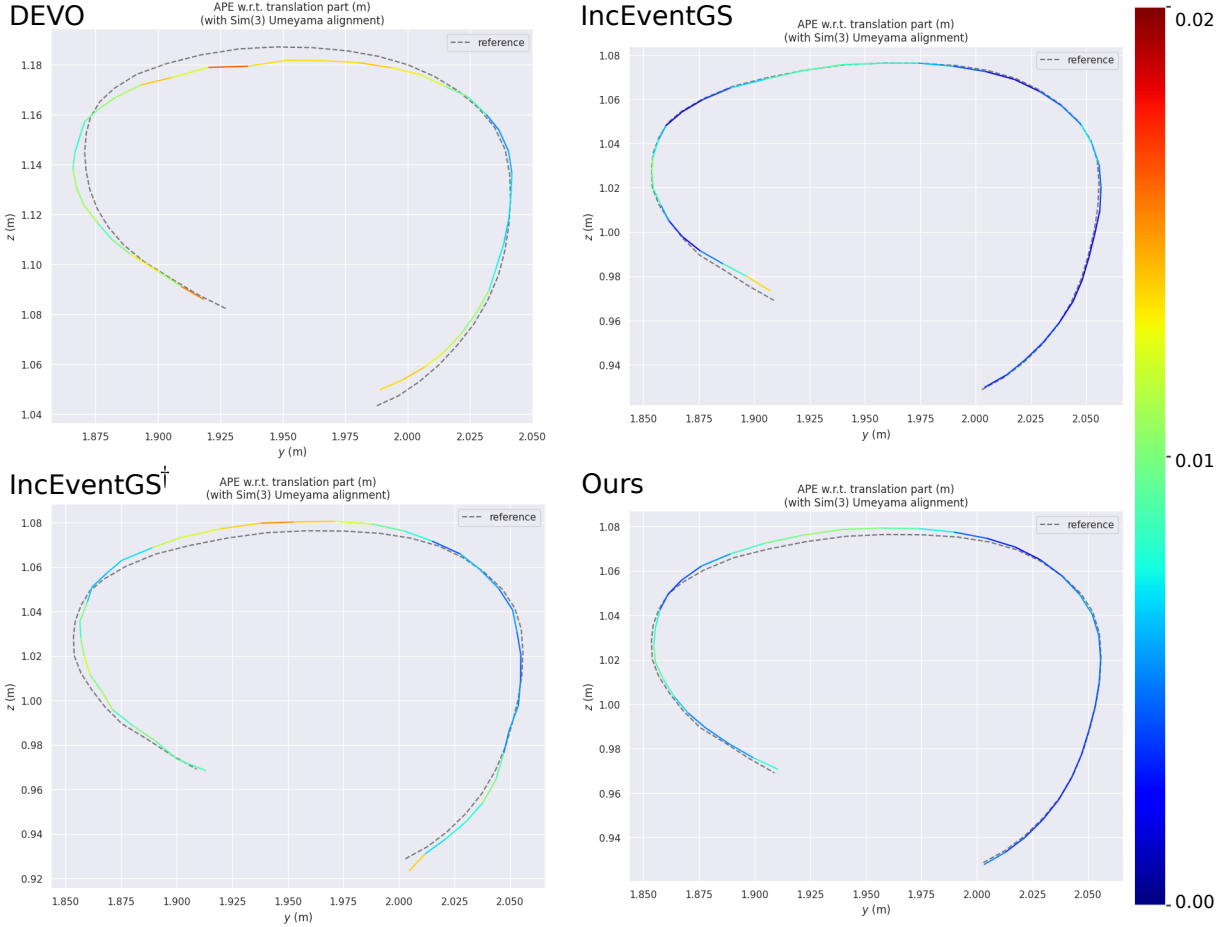 DEVO
APE w.r.t. translation part (m)
(with Sim(3) Umeyama alignment)
reference
1.18
1.16
1.14
1.12
1.10
1.08
1.06
1.04
z (m)
1.875 1.900 1.925 1.950 1.975 2.000 2.025 2.050
y (m)
IncEventGS
APE w.r.t. translation part (m)
(with Sim(3) Umeyama alignment)
reference
1.08
1.06
1.04
1.02
1.00
0.98
0.96
0.94
z (m)
1.850 1.875 1.900 1.925 1.950 1.975 2.000 2.025 2.050
y (m)
IncEventGS†
APE w.r.t. translation part (m)
(with Sim(3) Umeyama alignment)
reference
1.08
1.06
1.04
1.02
1.00
0.98
0.96
0.94
0.92
z (m)
1.850 1.875 1.900 1.925 1.950 1.975 2.000 2.025 2.050
y (m)
Ours
APE w.r.t. translation part (m)
(with Sim(3) Umeyama alignment)
reference
1.08
1.06
1.04
1.02
1.00
0.98
0.96
0.94
z (m)
1.850 1.875 1.900 1.925 1.950 1.975 2.000 2.025 2.050
y (m)
0.02
0.01
0.00